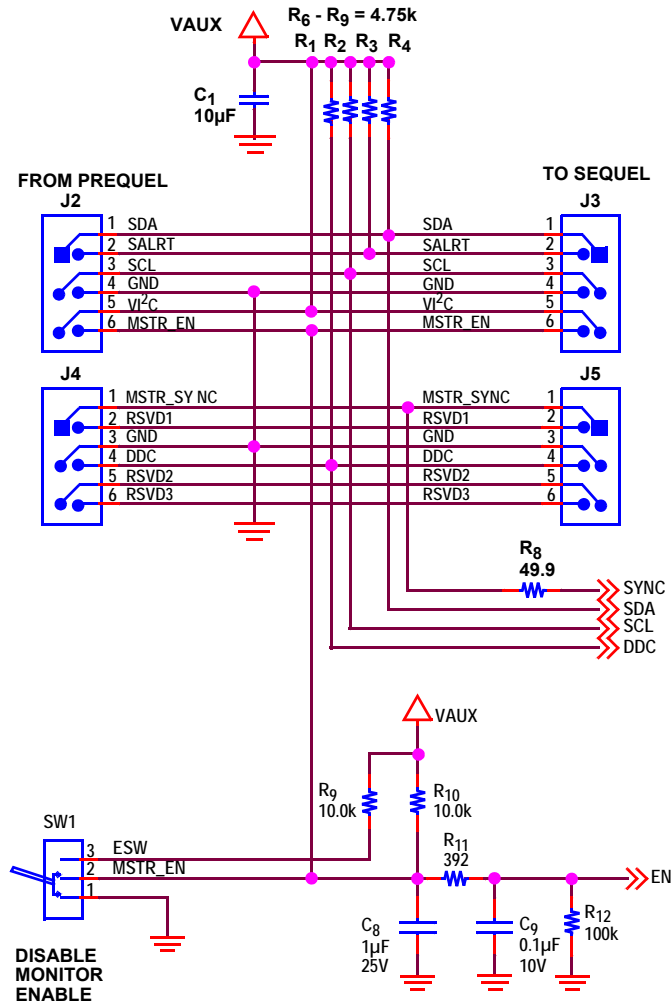 R6 - R9 = 4.75k
VAUX
R1 R2 R3 R4
C1
10µF
FROM PREQUEL
TO SEQUEL
J2
J3
1 SDA SDA 1
2 SALRT SALRT 2
3 SCL SCL 3
4 GND GND 4
5 VI²C VI²C 5
6 MSTR_EN MSTR_EN 6
J4
J5
1 MSTR_SYNC MSTR_SYNC 1
2 RSVD1 RSVD1 2
3 GND GND 3
4 DDC DDC 4
5 RSVD2 RSVD2 5
6 RSVD3 RSVD3 6
R8
49.9
SYNC
SDA
SCL
DDC
VAUX
R9
10.0k
R10
10.0k
SW1
R11
392
3 ESW
2 MSTR_EN
1
EN
C8
1µF
25V
C9
0.1µF
10V
R12
100k
DISABLE
MONITOR
ENABLE